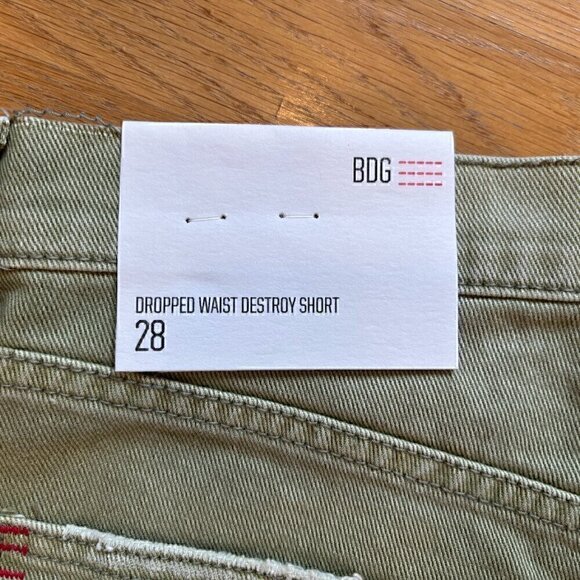 BDG
DROPPED WAIST DESTROY SHORT
28